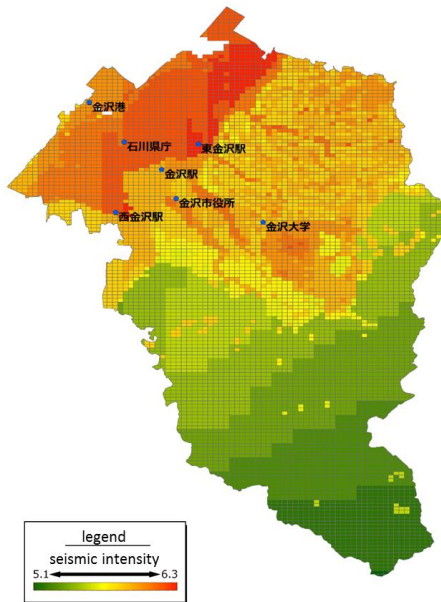 金沢港
石川県庁
東金沢駅
金沢駅
金沢市役所
西金沢駅
金沢大学
legend
seismic intensity
5.1 6.3